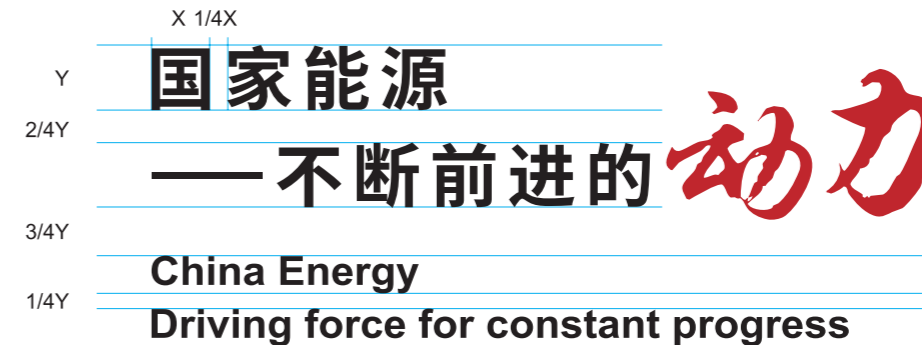 X 1/4X
Y
国家能源
2/4Y
——不断前进的动力
3/4Y
China Energy
1/4Y
Driving force for constant progress